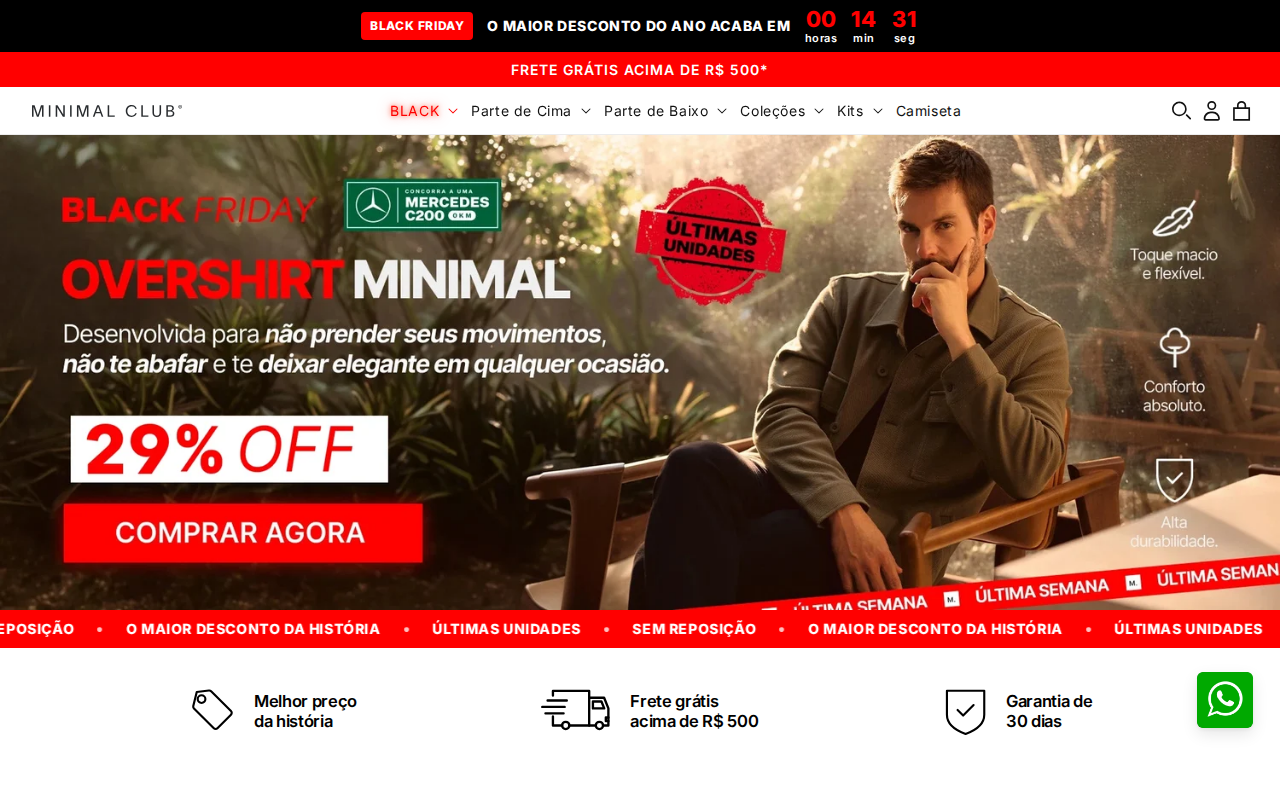 BLACK FRIDAY O MAIOR DESCONTO DO ANO ACABA EM 00 14 31
horas min seg
FRETE GRÁTIS ACIMA DE R$ 500*
MINIMAL CLUB® BLACK Parte de Cima Parte de Baixo Coleções Kits Camiseta
BLACK FRIDAY
CONCORRA A UMA
MERCEDES
C200 0KM
ÚLTIMAS
UNIDADES
OVERSHIRT MINIMAL
Desenvolvida para não prender seus movimentos,
não te abafar e te deixar elegante em qualquer ocasião.
29% OFF
COMPRAR AGORA
Toque macio
e flexível.
Conforto
absoluto.
Alta
durabilidade.
ÚLTIMA SEMANA M. ÚLTIMA SEMANA M. ÚLTIMA SEMAN
EPOSIÇÃO • O MAIOR DESCONTO DA HISTÓRIA • ÚLTIMAS UNIDADES • SEM REPOSIÇÃO • O MAIOR DESCONTO DA HISTÓRIA • ÚLTIMAS UNIDADES
Melhor preço
da história
Frete grátis
acima de R$ 500
Garantia de
30 dias